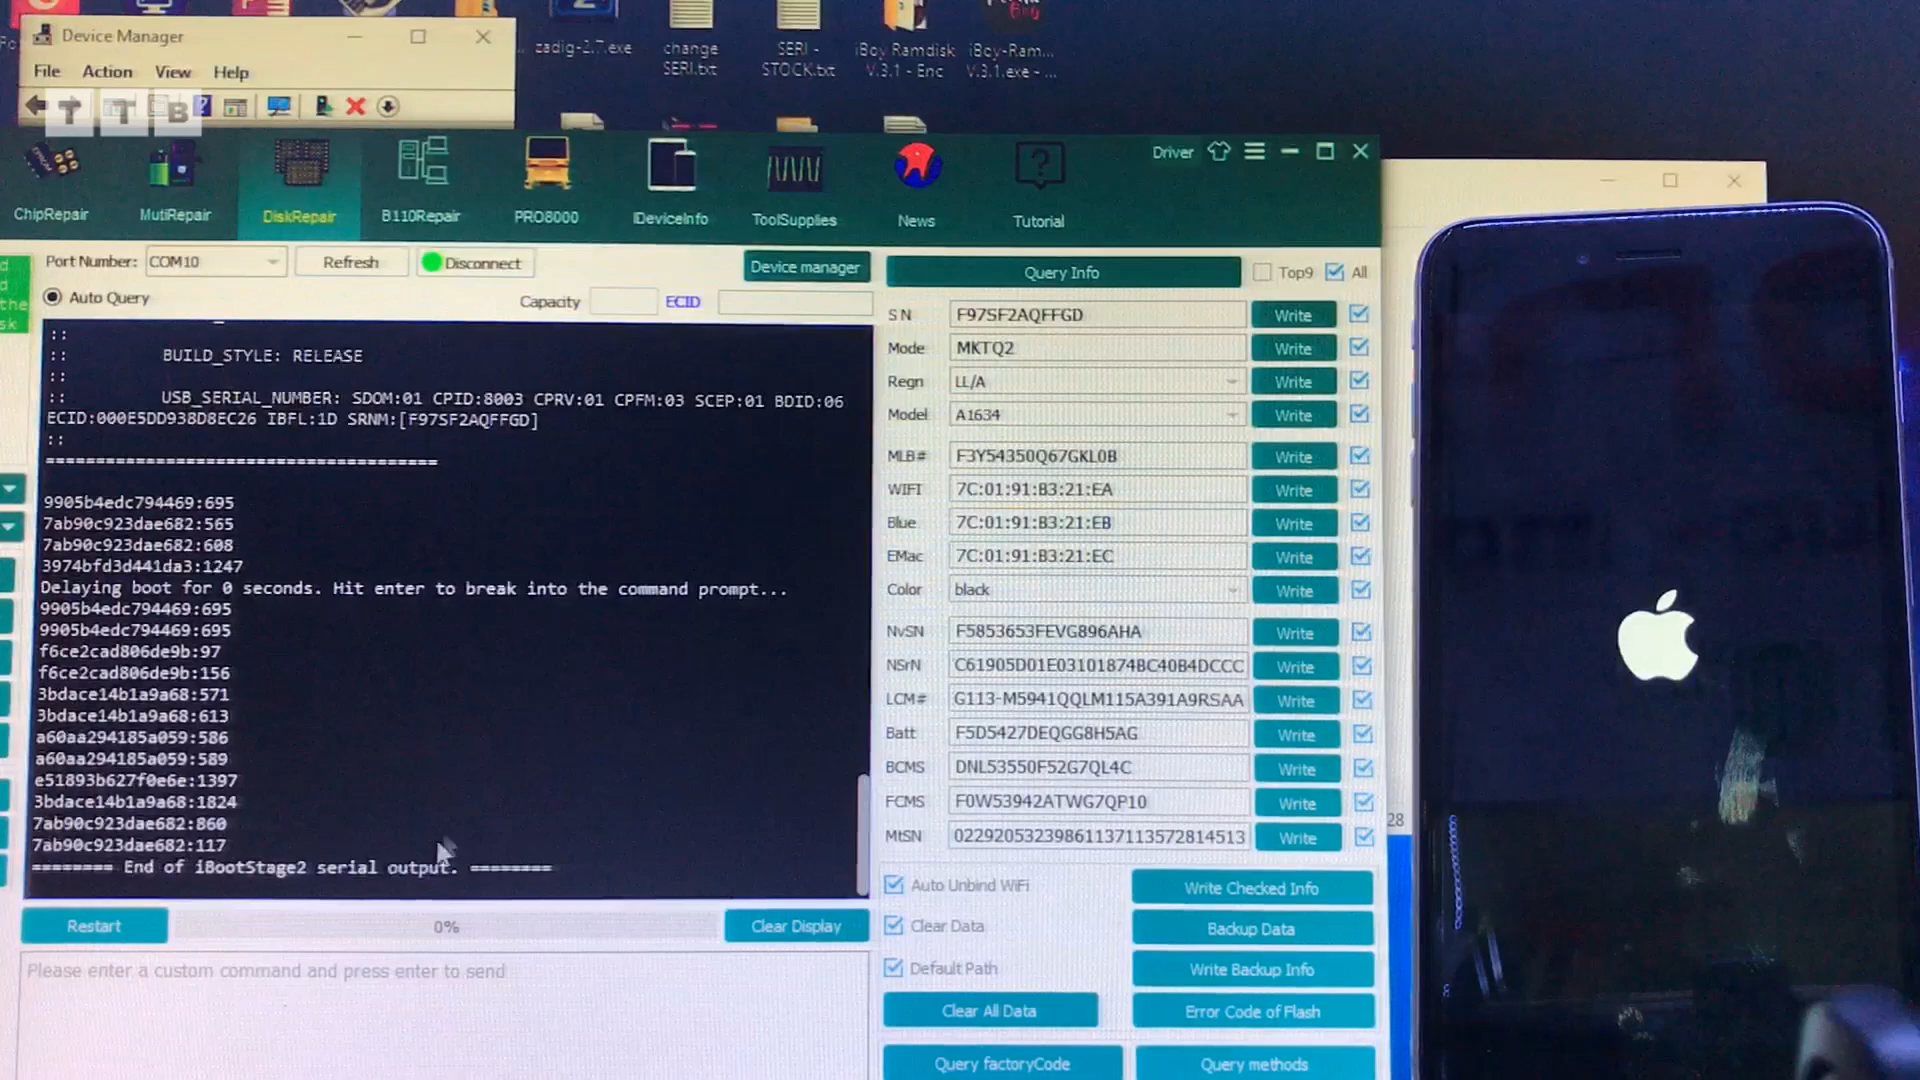 Device Manager
File Action View Help
T T B
zadig-2.7.exe
change
SERI.txt
SERI -
STOCK.txt
iBoy Ramdisk
V.3.1 - Enc
iBoy-Ram...
V.3.1.exe - ...
ChipRepair
MutiRepair
DiskRepair
B110Repair
PRO8000
IDeviceInfo
ToolSupplies
News
Tutorial
Driver
Port Number: COM10 Refresh Disconnect Device manager
Auto Query Capacity ECID
::
:: BUILD_STYLE: RELEASE
::
:: USB_SERIAL_NUMBER: SDOM:01 CPID:8003 CPRV:01 CPFM:03 SCEP:01 BDID:06
ECID:000E5DD938D8EC26 IBFL:1D SRNM:[F97SF2AQFFGD]
::
=======================================
9905b4edc794469:695
7ab90c923dae682:565
7ab90c923dae682:608
3974bfd3d441da3:1247
Delaying boot for 0 seconds. Hit enter to break into the command prompt...
9905b4edc794469:695
9905b4edc794469:695
f6ce2cad806de9b:97
f6ce2cad806de9b:156
3bdace14b1a9a68:571
3bdace14b1a9a68:613
a60aa294185a059:586
a60aa294185a059:589
e51893b627f0e6e:1397
3bdace14b1a9a68:1824
7ab90c923dae682:860
7ab90c923dae682:117
======== End of iBootStage2 serial output. ========
Restart 0% Clear Display
Please enter a custom command and press enter to send
Query Info Top9 All
SN F97SF2AQFFGD Write
Mode MKTQ2 Write
Regn LL/A Write
Model A1634 Write
MLB# F3Y54350Q67GKL0B Write
WIFI 7C:01:91:B3:21:EA Write
Blue 7C:01:91:B3:21:EB Write
EMac 7C:01:91:B3:21:EC Write
Color black Write
NvSN F5853653FEVG896AHA Write
NSrN C61905D01E03101874BC40B4DCCC Write
LCM# G113-M5941QQLM115A391A9RSAA Write
Batt F5D5427DEQGG8H5AG Write
BCMS DNL53550F52G7QL4C Write
FCMS F0W53942ATWG7QP10 Write
MtSN 02292053239861137113572814513 Write
Auto Unbind WiFi Write Checked Info
Clear Data Backup Data
Default Path Write Backup Info
Clear All Data Error Code of Flash
Query factoryCode Query methods
28